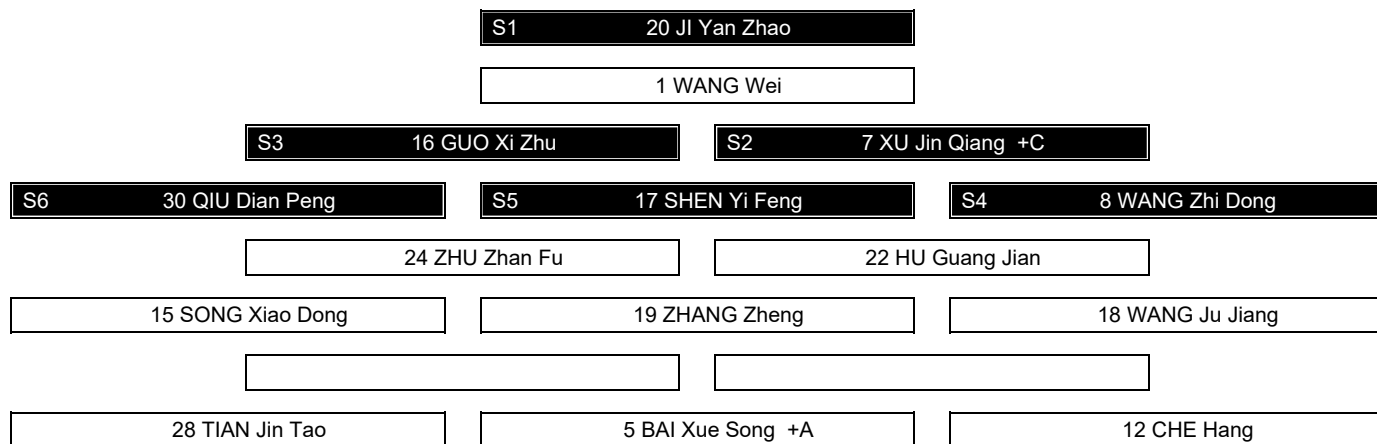 S1 20 JI Yan Zhao
1 WANG Wei
S3 16 GUO Xi Zhu S2 7 XU Jin Qiang +C
S6 30 QIU Dian Peng S5 17 SHEN Yi Feng S4 8 WANG Zhi Dong
24 ZHU Zhan Fu 22 HU Guang Jian
15 SONG Xiao Dong 19 ZHANG Zheng 18 WANG Ju Jiang
28 TIAN Jin Tao 5 BAI Xue Song +A 12 CHE Hang